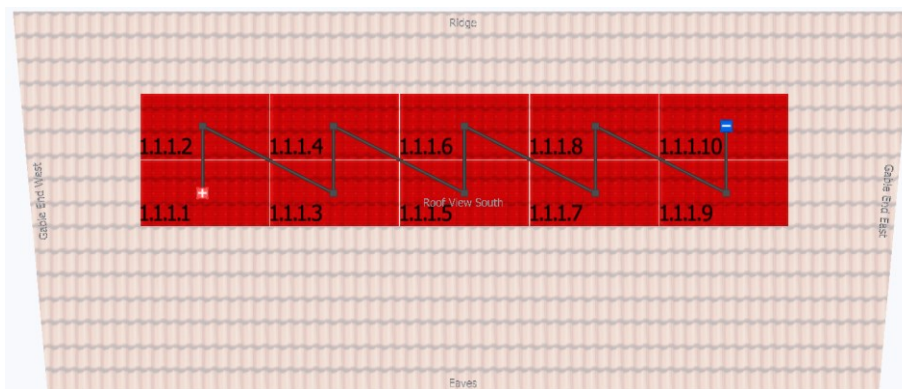 Ridge
Gable End West
1.1.1.2
1.1.1.4
1.1.1.6
1.1.1.8
1.1.1.10
1.1.1.1
1.1.1.3
1.1.1.5
1.1.1.7
1.1.1.9
Roof View South
Gable End East
Eaves